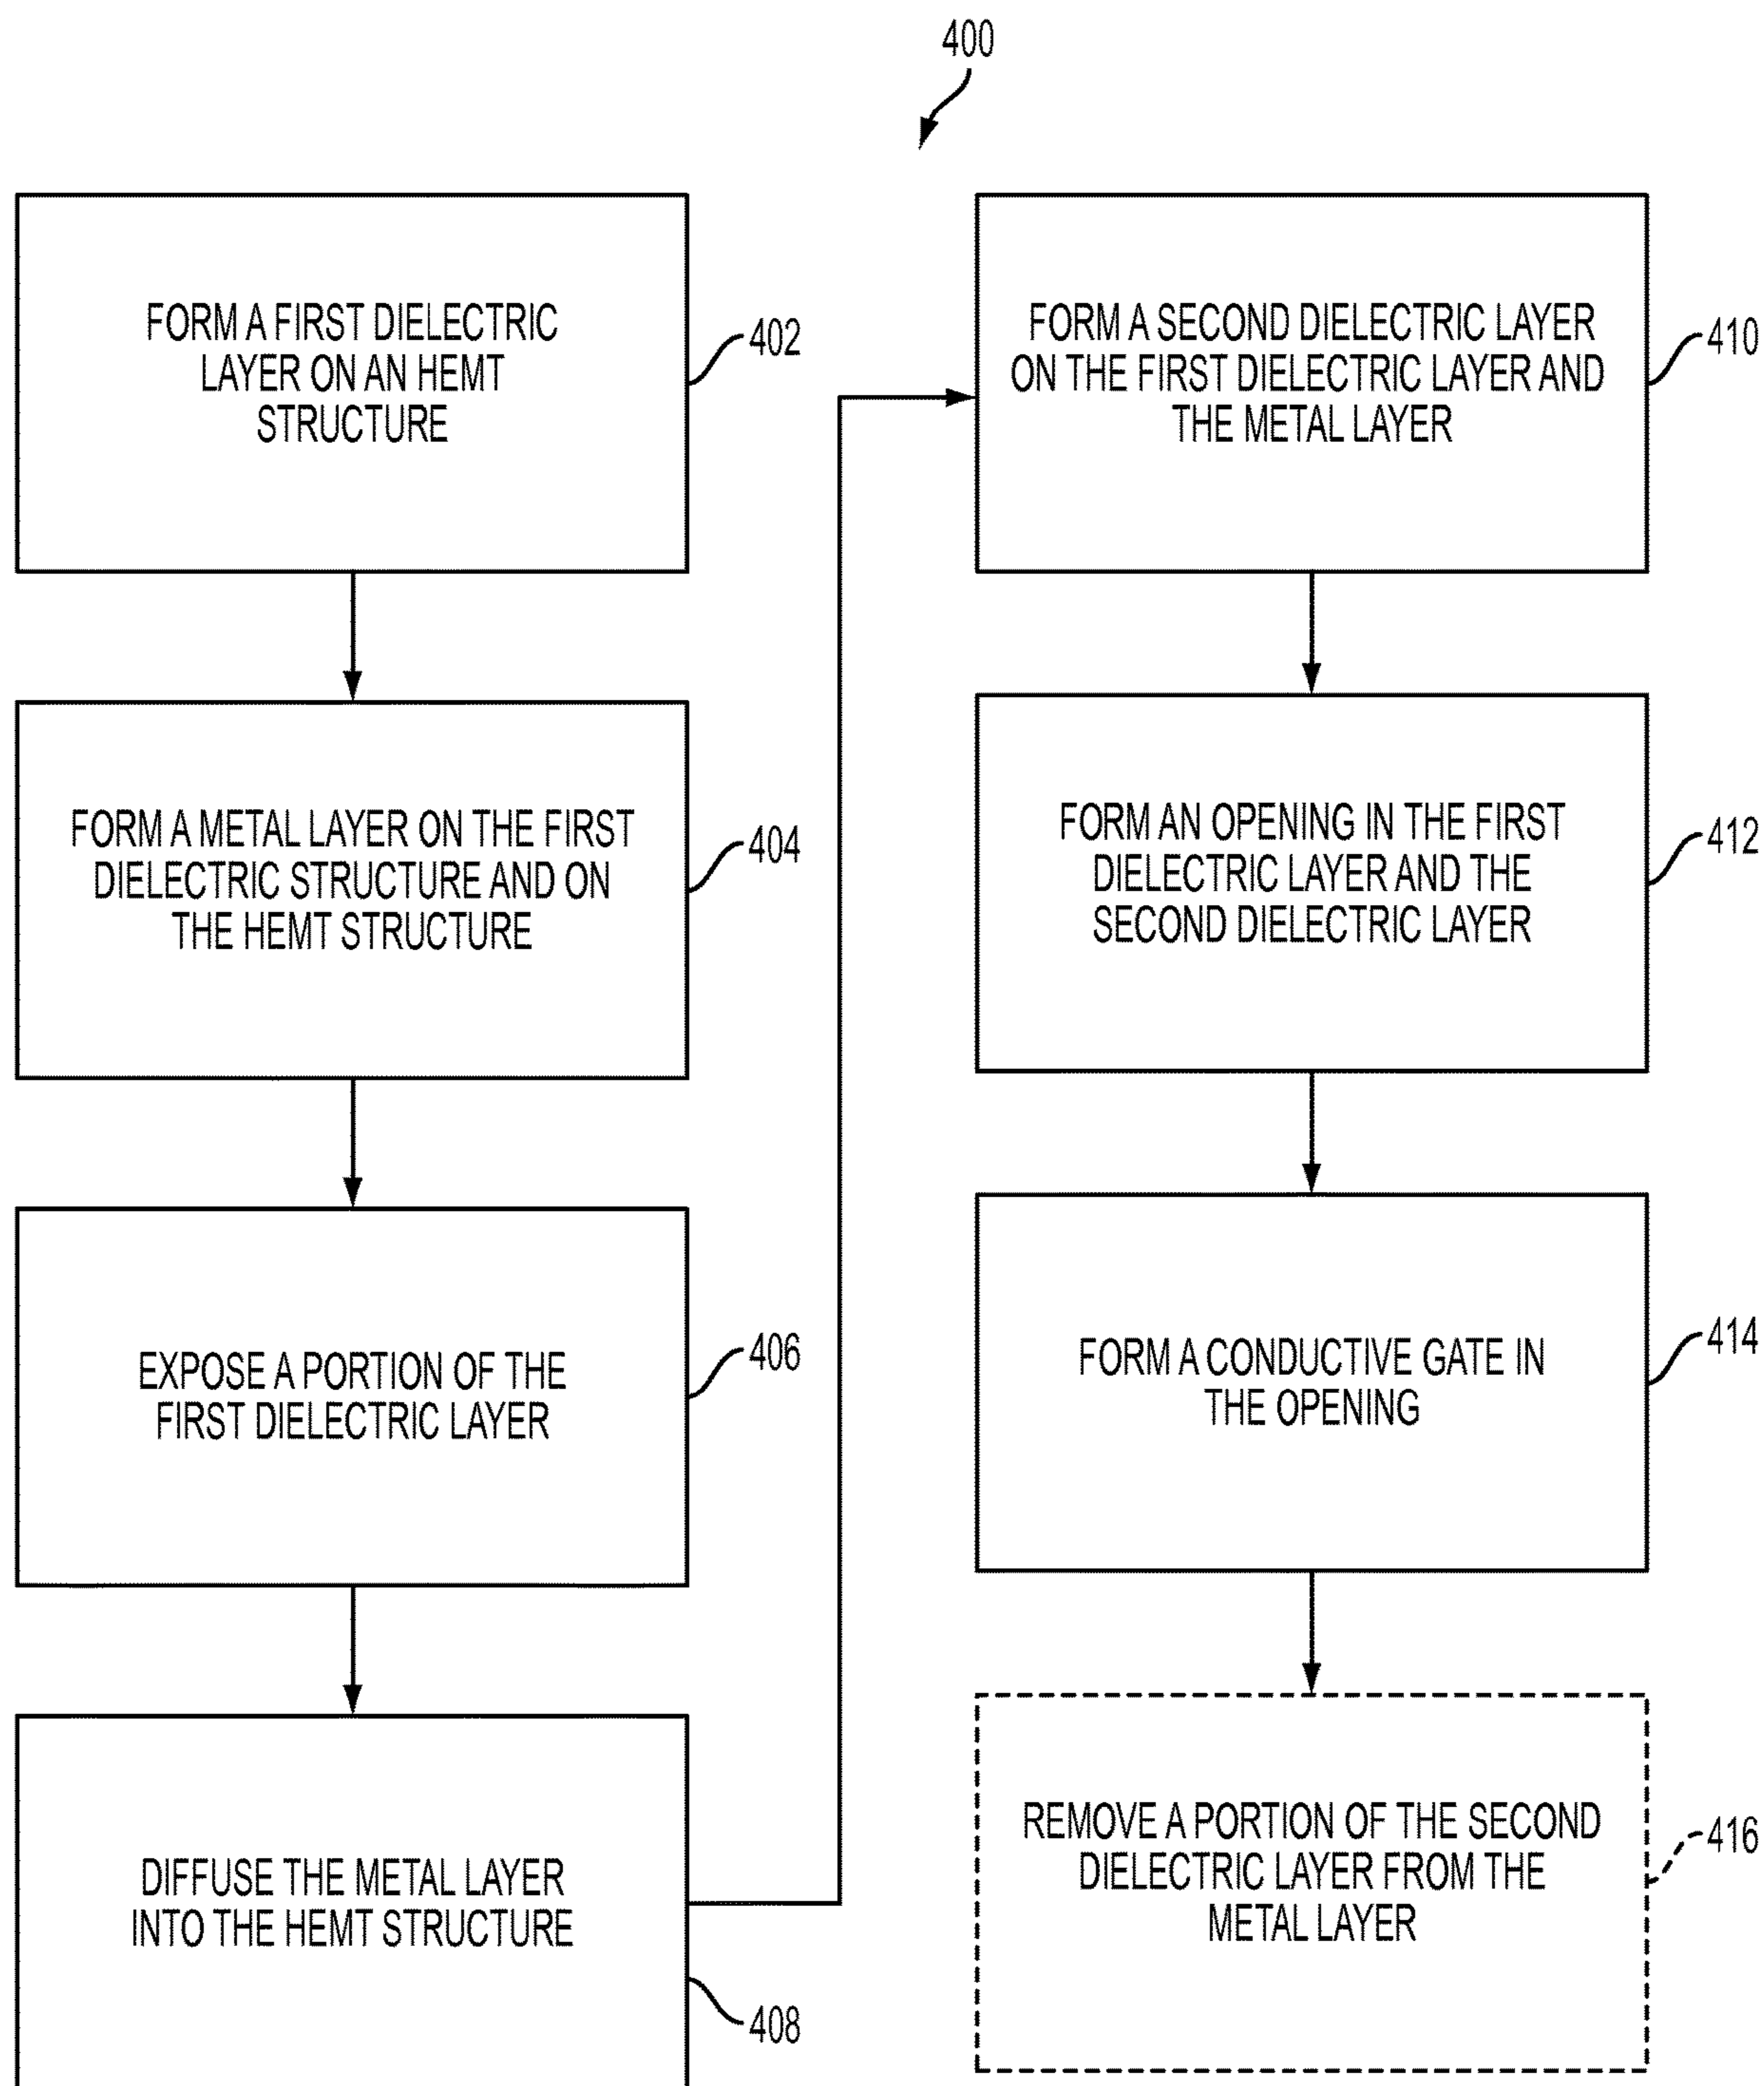 400
FORM A FIRST DIELECTRIC
LAYER ON AN HEMT
STRUCTURE
402
FORM A METAL LAYER ON THE FIRST
DIELECTRIC STRUCTURE AND ON
THE HEMT STRUCTURE
404
EXPOSE A PORTION OF THE
FIRST DIELECTRIC LAYER
406
DIFFUSE THE METAL LAYER
INTO THE HEMT STRUCTURE
408
FORM A SECOND DIELECTRIC LAYER
ON THE FIRST DIELECTRIC LAYER AND
THE METAL LAYER
410
FORM AN OPENING IN THE FIRST
DIELECTRIC LAYER AND THE
SECOND DIELECTRIC LAYER
412
FORM A CONDUCTIVE GATE IN
THE OPENING
414
REMOVE A PORTION OF THE SECOND
DIELECTRIC LAYER FROM THE
METAL LAYER
416